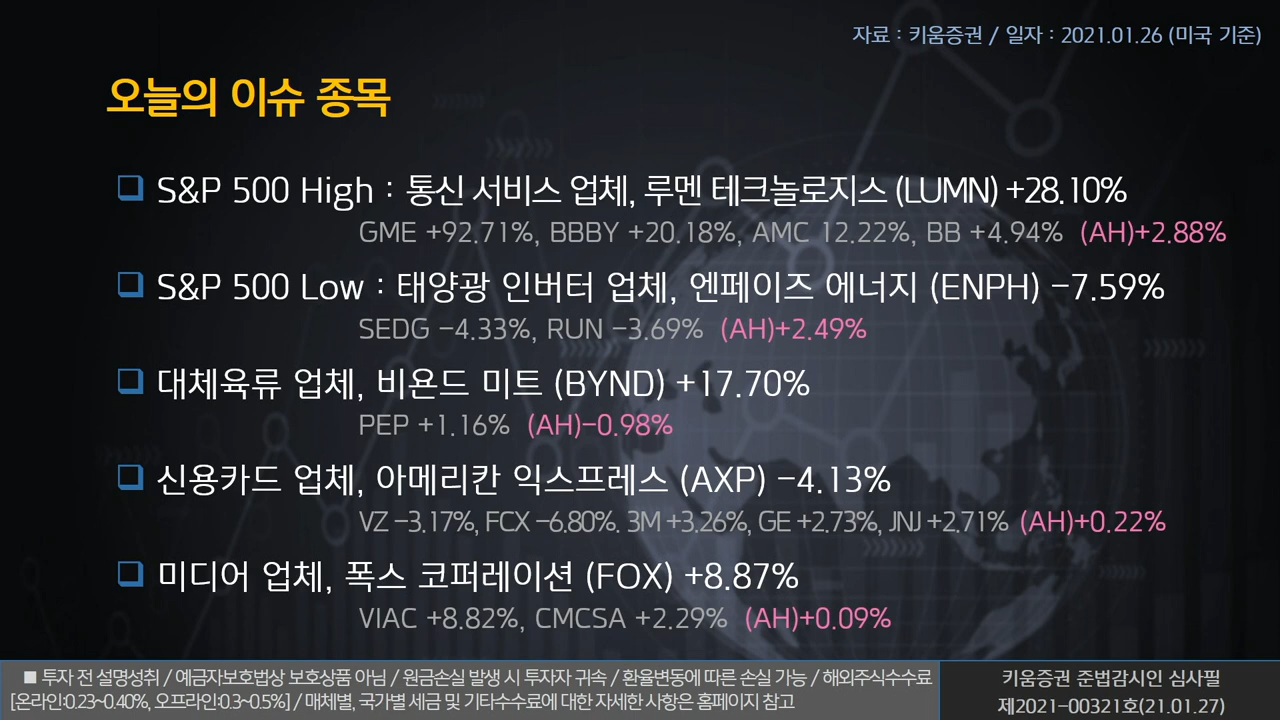 자료 : 키움증권 / 일자 : 2021.01.26 (미국 기준)
오늘의 이슈 종목
S&P 500 High : 통신 서비스 업체, 루멘 테크놀로지스 (LUMN) +28.10%
GME +92.71%, BBBY +20.18%, AMC 12.22%, BB +4.94% (AH)+2.88%
S&P 500 Low : 태양광 인버터 업체, 엔페이즈 에너지 (ENPH) -7.59%
SEDG -4.33%, RUN -3.69% (AH)+2.49%
대체육류 업체, 비욘드 미트 (BYND) +17.70%
PEP +1.16% (AH)-0.98%
신용카드 업체, 아메리칸 익스프레스 (AXP) -4.13%
VZ -3.17%, FCX -6.80%. 3M +3.26%, GE +2.73%, JNJ +2.71% (AH)+0.22%
미디어 업체, 폭스 코퍼레이션 (FOX) +8.87%
VIAC +8.82%, CMCSA +2.29% (AH)+0.09%
■ 투자 전 설명성취 / 예금자보호법상 보호상품 아님 / 원금손실 발생 시 투자자 귀속 / 환율변동에 따른 손실 가능 / 해외주식수수료
[온라인:0.23~0.40%, 오프라인:0.3~0.5%] / 매체별, 국가별 세금 및 기타수수료에 대한 자세한 사항은 홈페이지 참고
키움증권 준법감시인 심사필
제2021-00321호(21.01.27)